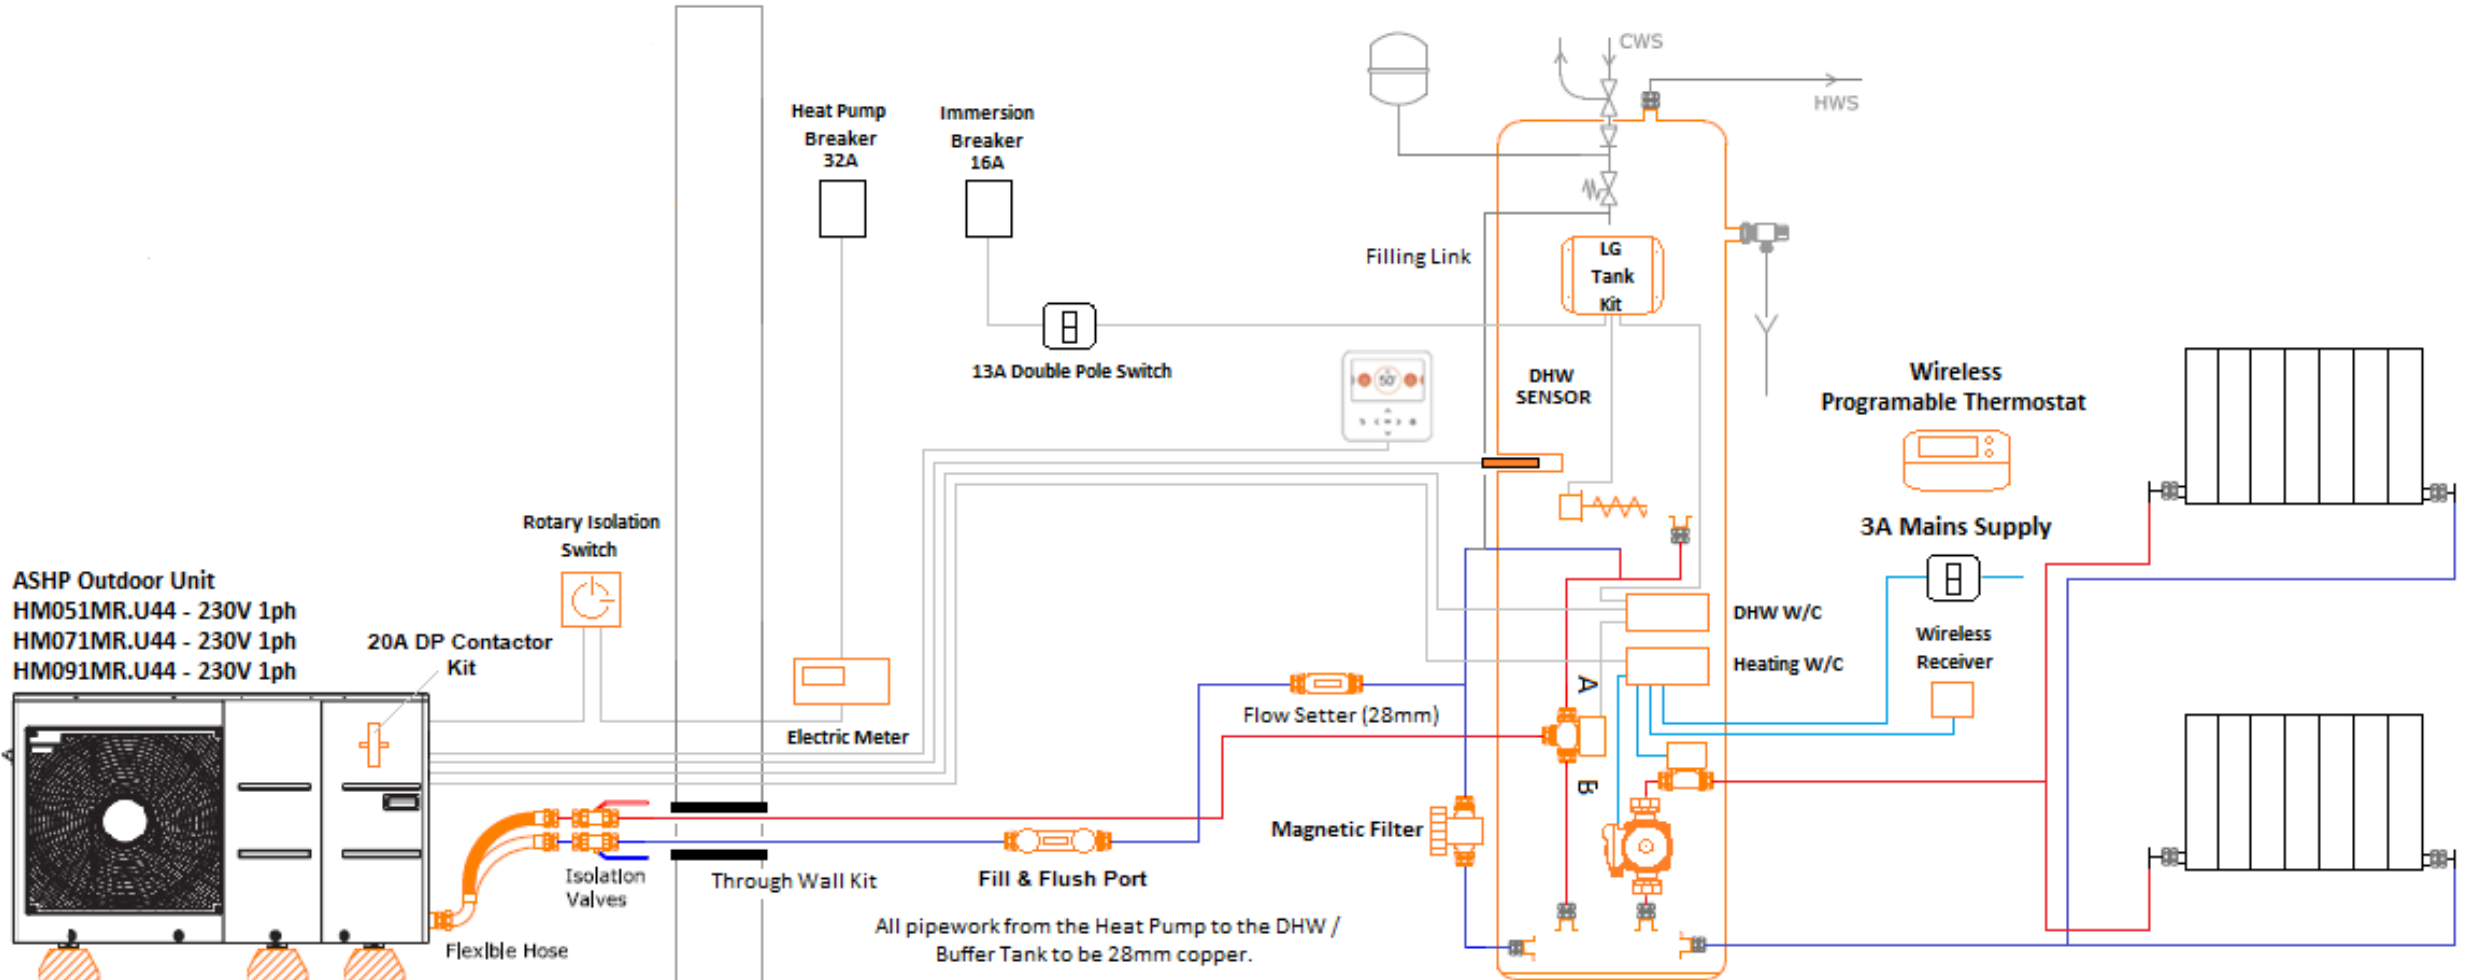 CWS
HWS
Heat Pump
Breaker
32A
Immersion
Breaker
16A
Filling Link
LG
Tank
Kit
13A Double Pole Switch
50°
DHW
SENSOR
Wireless
Programable Thermostat
Rotary Isolation
Switch
3A Mains Supply
ASHP Outdoor Unit
HM051MR.U44 - 230V 1ph
HM071MR.U44 - 230V 1ph
HM091MR.U44 - 230V 1ph
20A DP Contactor
Kit
DHW W/C
Wireless
Receiver
Heating W/C
A
Flow Setter (28mm)
Electric Meter
B
Magnetic Filter
Isolation
Valves
Through Wall Kit
Fill & Flush Port
All pipework from the Heat Pump to the DHW /
Buffer Tank to be 28mm copper.
Flexible Hose